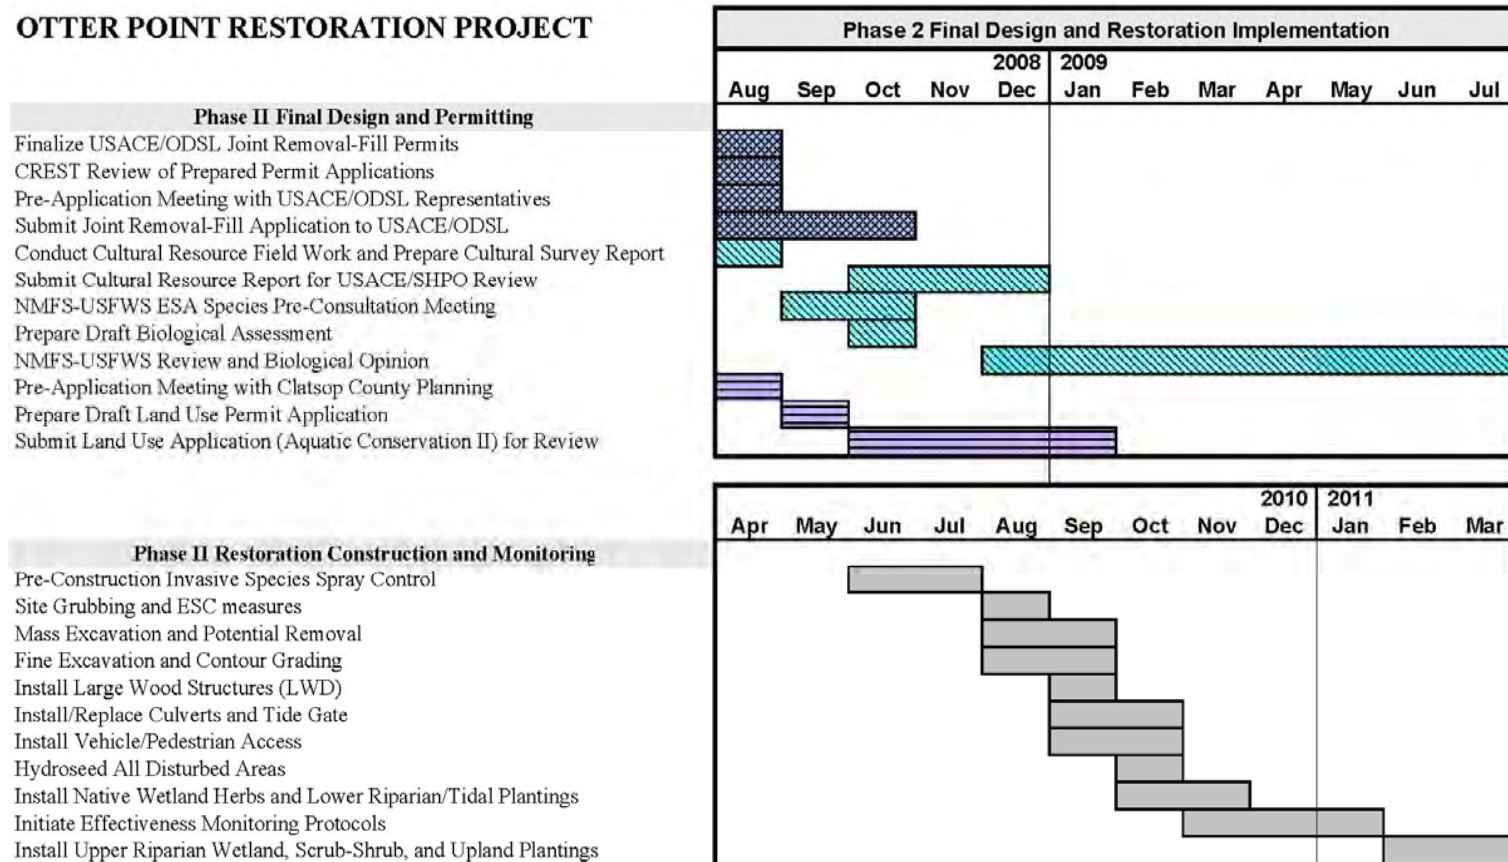 OTTER POINT RESTORATION PROJECT
Phase 2 Final Design and Restoration Implementation
2008 2009
Aug Sep Oct Nov Dec Jan Feb Mar Apr May Jun Jul
Phase II Final Design and Permitting
Finalize USACE/ODSL Joint Removal-Fill Permits
CREST Review of Prepared Permit Applications
Pre-Application Meeting with USACE/ODSL Representatives
Submit Joint Removal-Fill Application to USACE/ODSL
Conduct Cultural Resource Field Work and Prepare Cultural Survey Report
Submit Cultural Resource Report for USACE/SHPO Review
NMFS-USFWS ESA Species Pre-Consultation Meeting
Prepare Draft Biological Assessment
NMFS-USFWS Review and Biological Opinion
Pre-Application Meeting with Clatsop County Planning
Prepare Draft Land Use Permit Application
Submit Land Use Application (Aquatic Conservation II) for Review
2010 2011
Apr May Jun Jul Aug Sep Oct Nov Dec Jan Feb Mar
Phase II Restoration Construction and Monitoring
Pre-Construction Invasive Species Spray Control
Site Grubbing and ESC measures
Mass Excavation and Potential Removal
Fine Excavation and Contour Grading
Install Large Wood Structures (LWD)
Install/Replace Culverts and Tide Gate
Install Vehicle/Pedestrian Access
Hydroseed All Disturbed Areas
Install Native Wetland Herbs and Lower Riparian/Tidal Plantings
Initiate Effectiveness Monitoring Protocols
Install Upper Riparian Wetland, Scrub-Shrub, and Upland Plantings